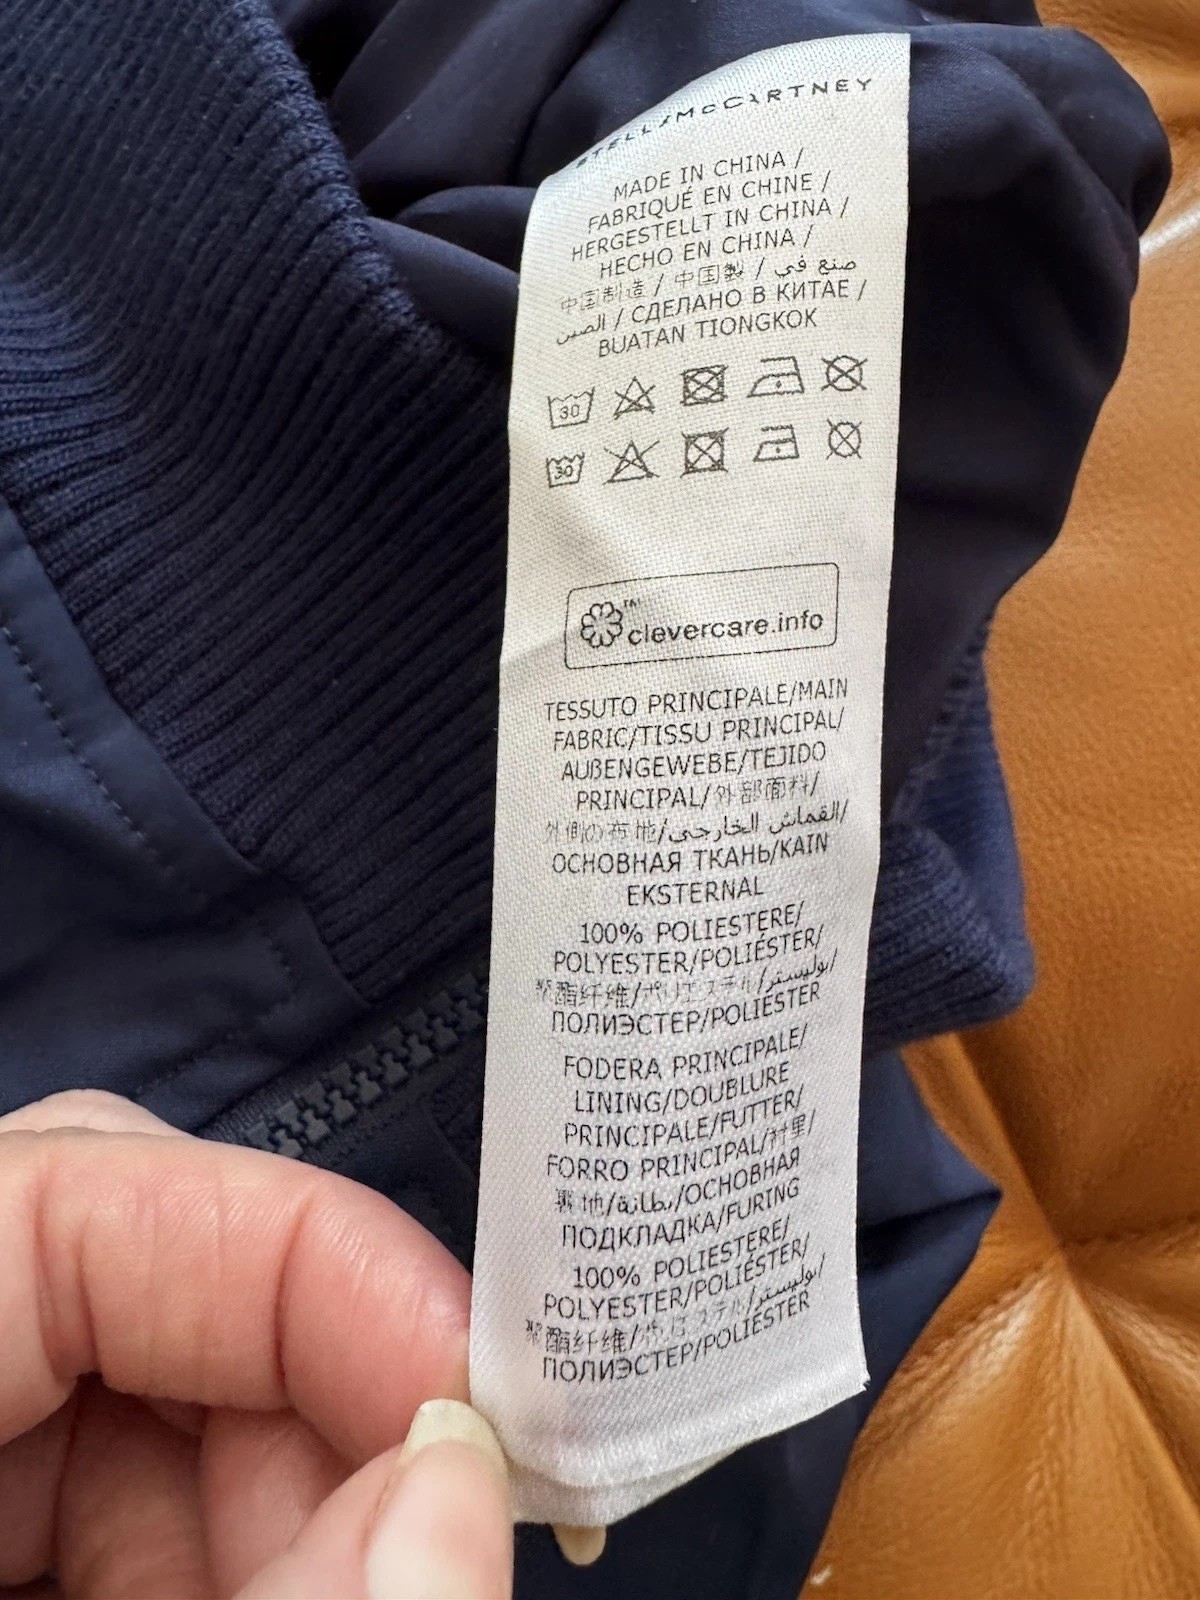 STELLA McCARTNEY
MADE IN CHINA /
FABRIQUÉ EN CHINE /
HERGESTELLT IN CHINA /
HECHO EN CHINA /
中国制造 / 中国製 / صنع في
الصين / СДЕЛАНО В КИТАЕ /
BUATAN TIONGKOK
30
30
™ clevercare.info
TESSUTO PRINCIPALE/MAIN
FABRIC/TISSU PRINCIPAL/
AUßENGEWEBE/TEJIDO
PRINCIPAL/外部面料/
外側の布地/القماش الخارجي/
ОСНОВНАЯ ТКАНЬ/KAIN
EKSTERNAL
100% POLIESTERE/
POLYESTER/POLIÉSTER/
聚酯纤维/ポリエステル/بوليستر/
ПОЛИЭСТЕР/POLIÉSTER
FODERA PRINCIPALE/
LINING/DOUBLURE
PRINCIPALE/FUTTER/
FORRO PRINCIPAL/衬里/
裏地/بطانة/ОСНОВНАЯ
ПОДКЛАДКА/FURING
100% POLIESTERE/
POLYESTER/POLIÉSTER/
聚酯纤维/ポリエステル/بوليستر/
ПОЛИЭСТЕР/POLIÉSTER